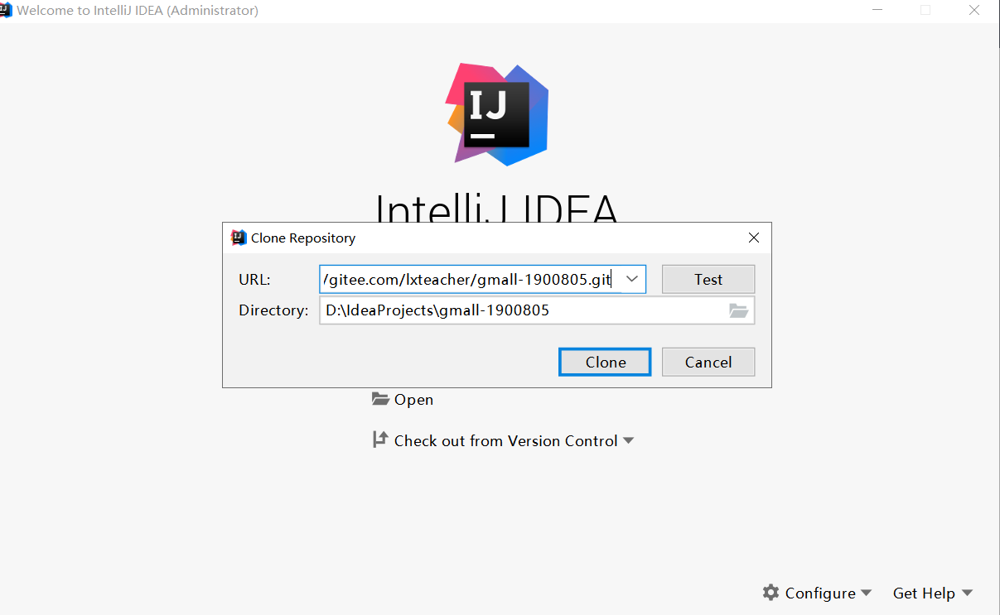 Welcome to IntelliJ IDEA (Administrator)
IJ
IntelliJ IDEA
Clone Repository
URL: /gitee.com/lxteacher/gmall-1900805.git Test
Directory: D:\IdeaProjects\gmall-1900805
Clone Cancel
Open
Check out from Version Control
Configure Get Help